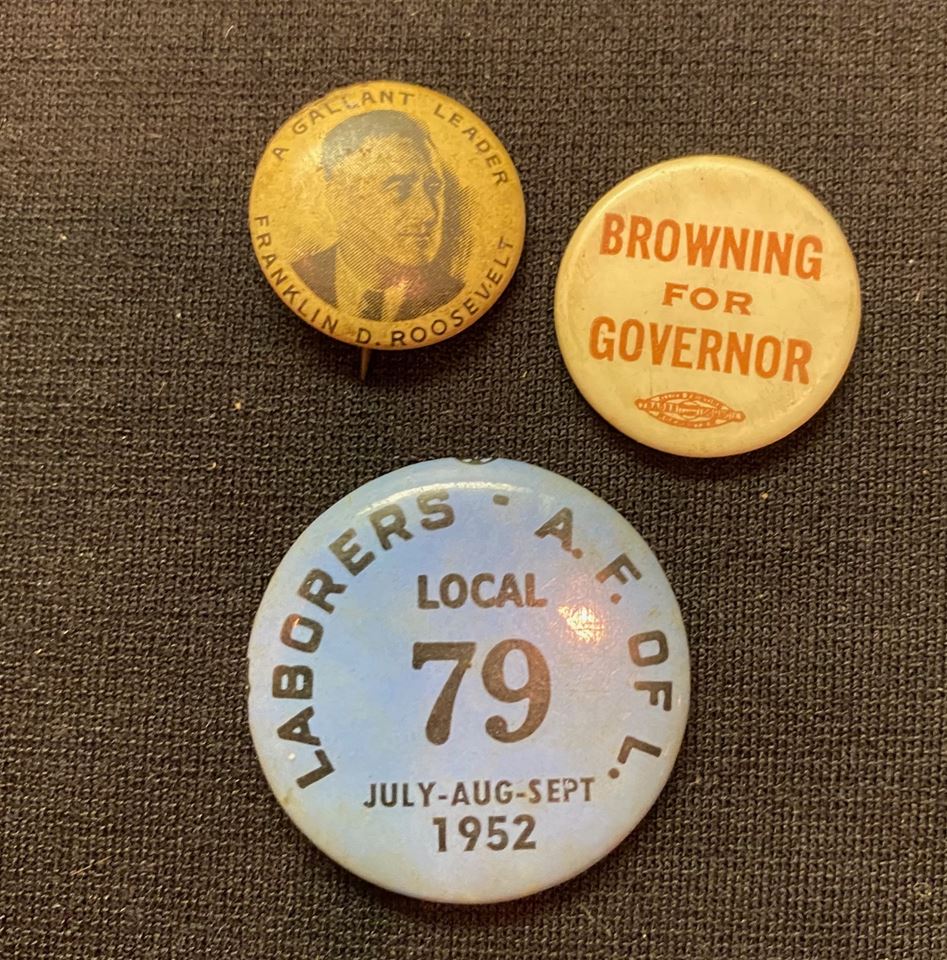 A GALLANT LEADER
FRANKLIN D. ROOSEVELT
BROWNING
FOR
GOVERNOR
LABORERS - A. F. OF L.
LOCAL
79
JULY-AUG-SEPT
1952